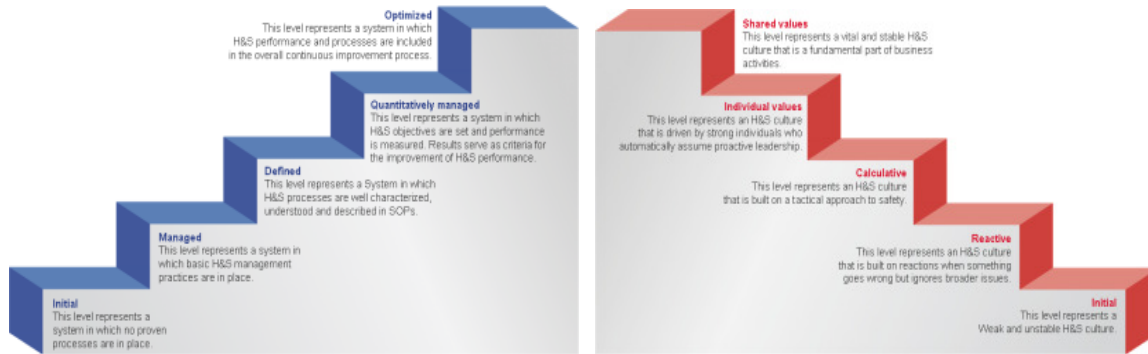 Optimized
This level represents a system in which
H&S performance and processes are included
in the overall continuous improvement process.
Quantitatively managed
This level represents a system in which
H&S objectives are set and performance
is measured. Results serve as criteria for
the improvement of H&S performance.
Defined
This level represents a System in which
H&S processes are well characterized,
understood and described in SOPs.
Managed
This level represents a system in
which basic H&S management
practices are in place.
Initial
This level represents a
system in which no proven
processes are in place.
Shared values
This level represents a vital and stable H&S
culture that is a fundamental part of business
activities.
Individual values
This level represents an H&S culture
that is driven by strong individuals who
automatically assume proactive leadership.
Calculative
This level represents an H&S culture
that is built on a tactical approach to safety.
Reactive
This level represents an H&S culture
that is built on reactions when something
goes wrong but ignores broader issues.
Initial
This level represents a
Weak and unstable H&S culture.